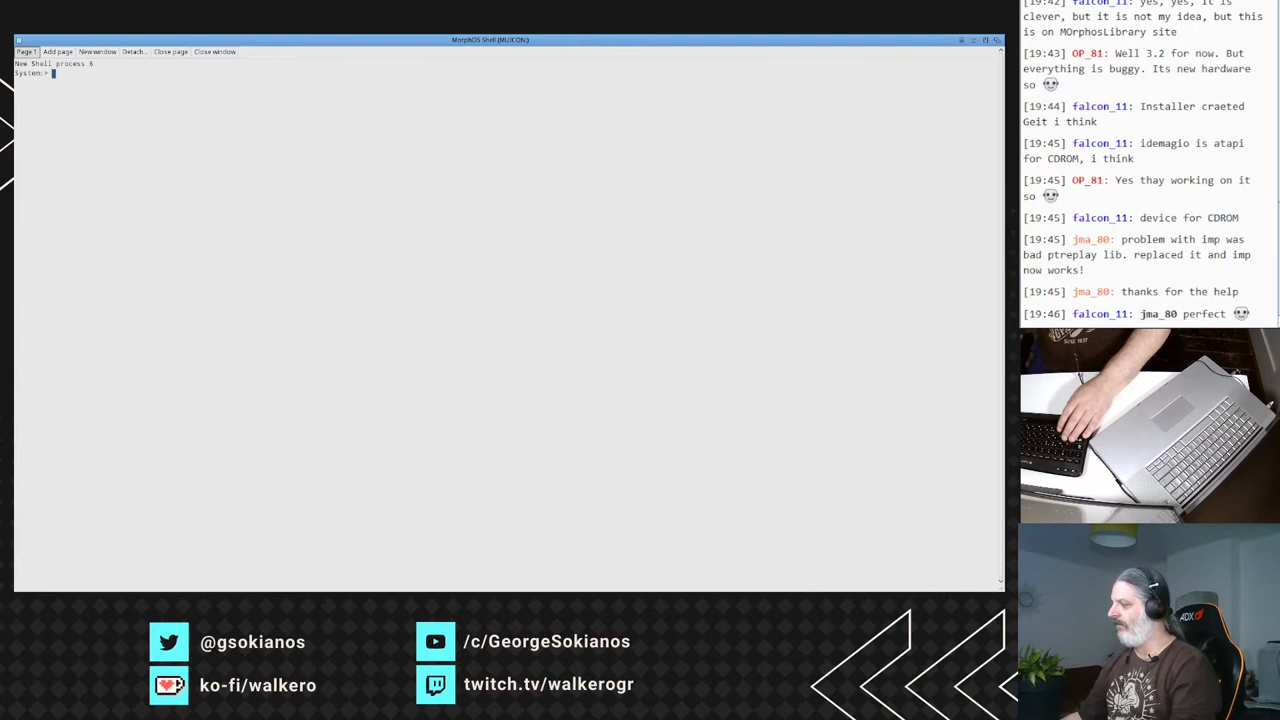 MorphOS Shell (MUICON:)
Page 1 Add page New window Detach... Close page Close window
New Shell process 6
System:>
[19:42] falcon_11: yes, yes, it is
clever, but it is not my idea, but this
is on MOrphosLibrary site
[19:43] OP_81: Well 3.2 for now. But
everything is buggy. Its new hardware
so
[19:44] falcon_11: Installer craeted
Geit i think
[19:45] falcon_11: idemagio is atapi
for CDROM, i think
[19:45] OP_81: Yes thay working on it
so
[19:45] falcon_11: device for CDROM
[19:45] jma_80: problem with imp was
bad ptreplay lib. replaced it and imp
now works!
[19:45] jma_80: thanks for the help
[19:46] falcon_11: jma_80 perfect
SINCE 1937
ADX
@gsokianos
/c/GeorgeSokianos
ko-fi/walkero
twitch.tv/walkerogr